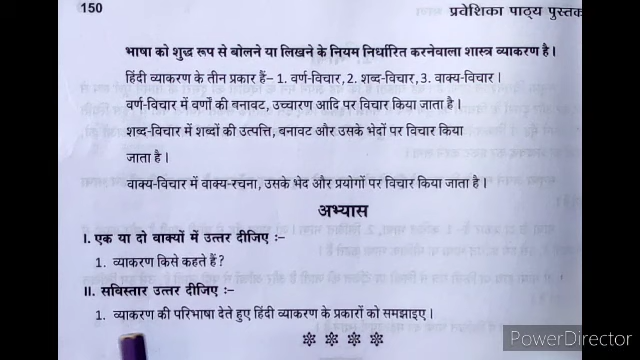 150
प्रवेशिका पाठ्य पुस्तक
भाषा को शुद्ध रूप से बोलने या लिखने के नियम निर्धारित करनेवाला शास्त्र व्याकरण है।
हिंदी व्याकरण के तीन प्रकार हैं– 1. वर्ण-विचार, 2. शब्द-विचार, 3. वाक्य-विचार।
वर्ण-विचार में वर्णों की बनावट, उच्चारण आदि पर विचार किया जाता है।
शब्द-विचार में शब्दों की उत्पत्ति, बनावट और उसके भेदों पर विचार किया
जाता है।
वाक्य-विचार में वाक्य-रचना, उसके भेद और प्रयोगों पर विचार किया जाता है।
अभ्यास
I. एक या दो वाक्यों में उत्तर दीजिए :-
1. व्याकरण किसे कहते हैं?
II. सविस्तार उत्तर दीजिए :-
1. व्याकरण की परिभाषा देते हुए हिंदी व्याकरण के प्रकारों को समझाइए।
PowerDirector